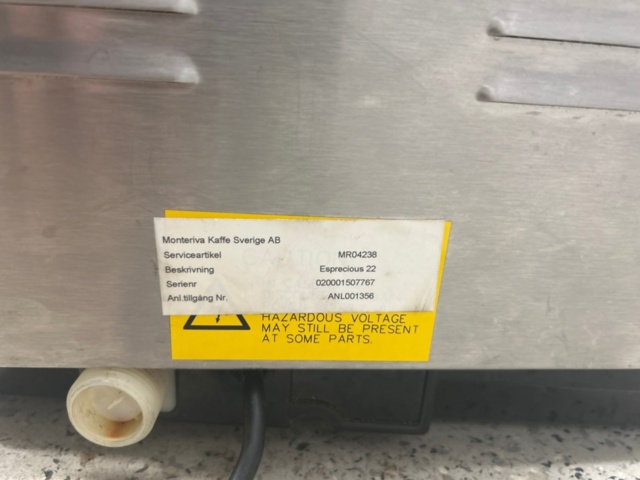 Monteriva Kaffe Sverige AB
Serviceartikel MR04238
Beskrivning Esprecious 22
Serienr 020001507767
Anl.tillgång Nr. ANL001356
HAZARDOUS VOLTAGE
MAY STILL BE PRESENT
AT SOME PARTS.